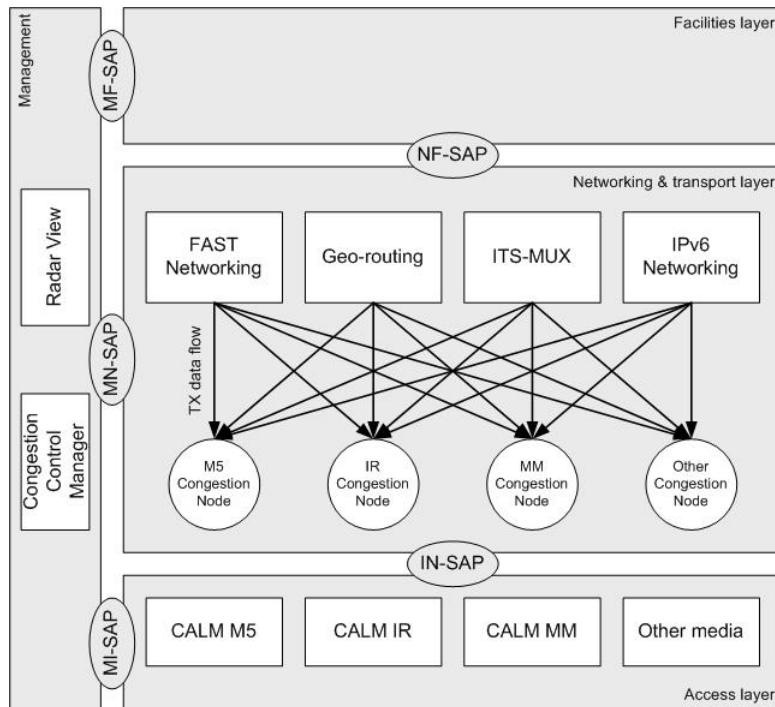 Management
MF-SAP
Facilities layer
NF-SAP
Networking & transport layer
Radar View
FAST
Networking
Geo-routing
ITS-MUX
IPv6
Networking
MN-SAP
TX data flow
Congestion
Control
Manager
M5
Congestion
Node
IR
Congestion
Node
MM
Congestion
Node
Other
Congestion
Node
IN-SAP
MI-SAP
CALM M5
CALM IR
CALM MM
Other media
Access layer